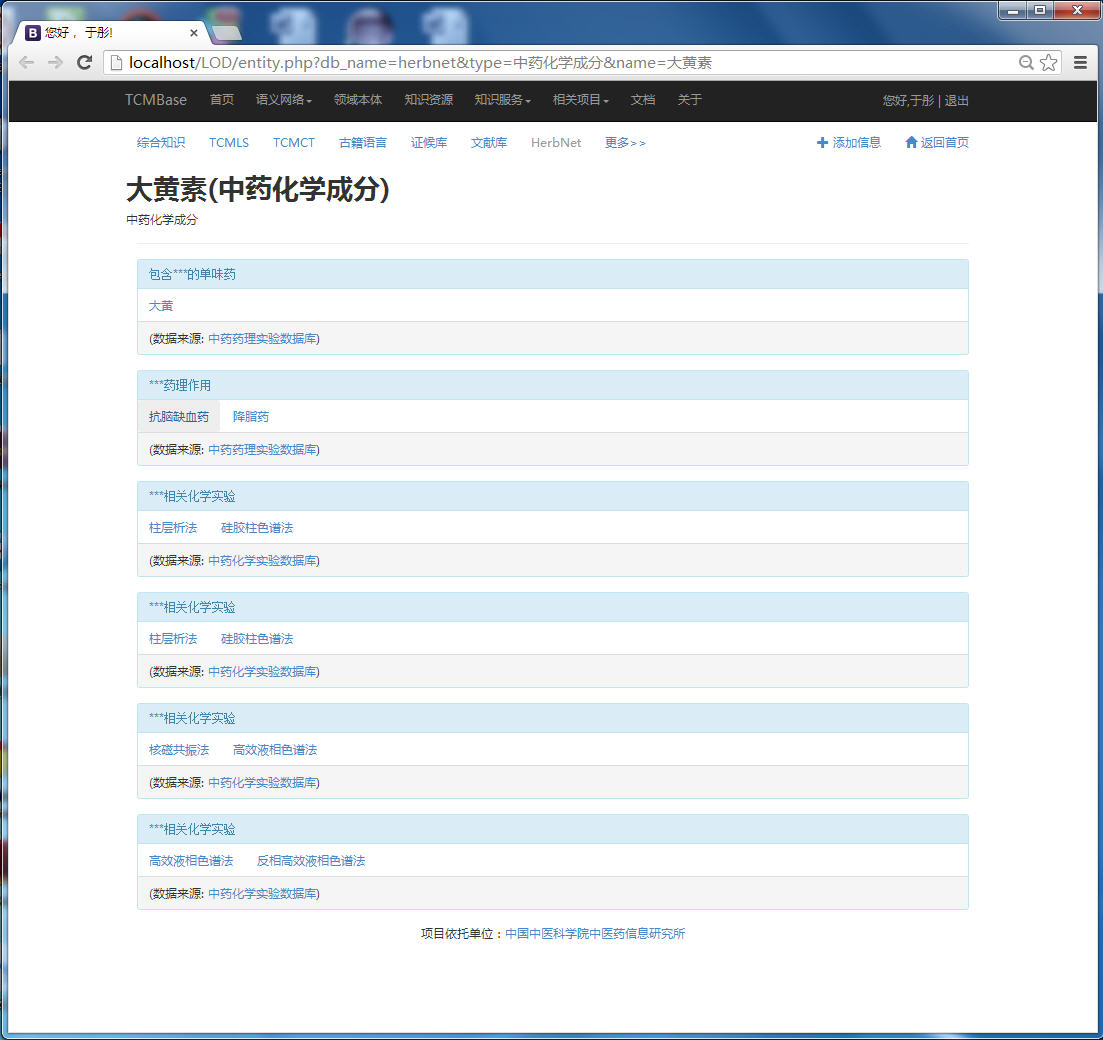 您好， 于彤!
localhost/LOD/entity.php?db_name=herbnet&type=中药化学成分&name=大黄素
TCMBase 首页 语义网络 领域本体 知识资源 知识服务 相关项目 文档 关于 您好,于彤 | 退出
综合知识 TCMLS TCMCT 古籍语言 证候库 文献库 HerbNet 更多>> 添加信息 返回首页
大黄素(中药化学成分)
中药化学成分
包含***的单味药
大黄
(数据来源: 中药药理实验数据库)
***药理作用
抗脑缺血药 降脂药
(数据来源: 中药药理实验数据库)
***相关化学实验
柱层析法 硅胶柱色谱法
(数据来源: 中药化学实验数据库)
***相关化学实验
柱层析法 硅胶柱色谱法
(数据来源: 中药化学实验数据库)
***相关化学实验
核磁共振法 高效液相色谱法
(数据来源: 中药化学实验数据库)
***相关化学实验
高效液相色谱法 反相高效液相色谱法
(数据来源: 中药化学实验数据库)
项目依托单位：中国中医科学院中医药信息研究所